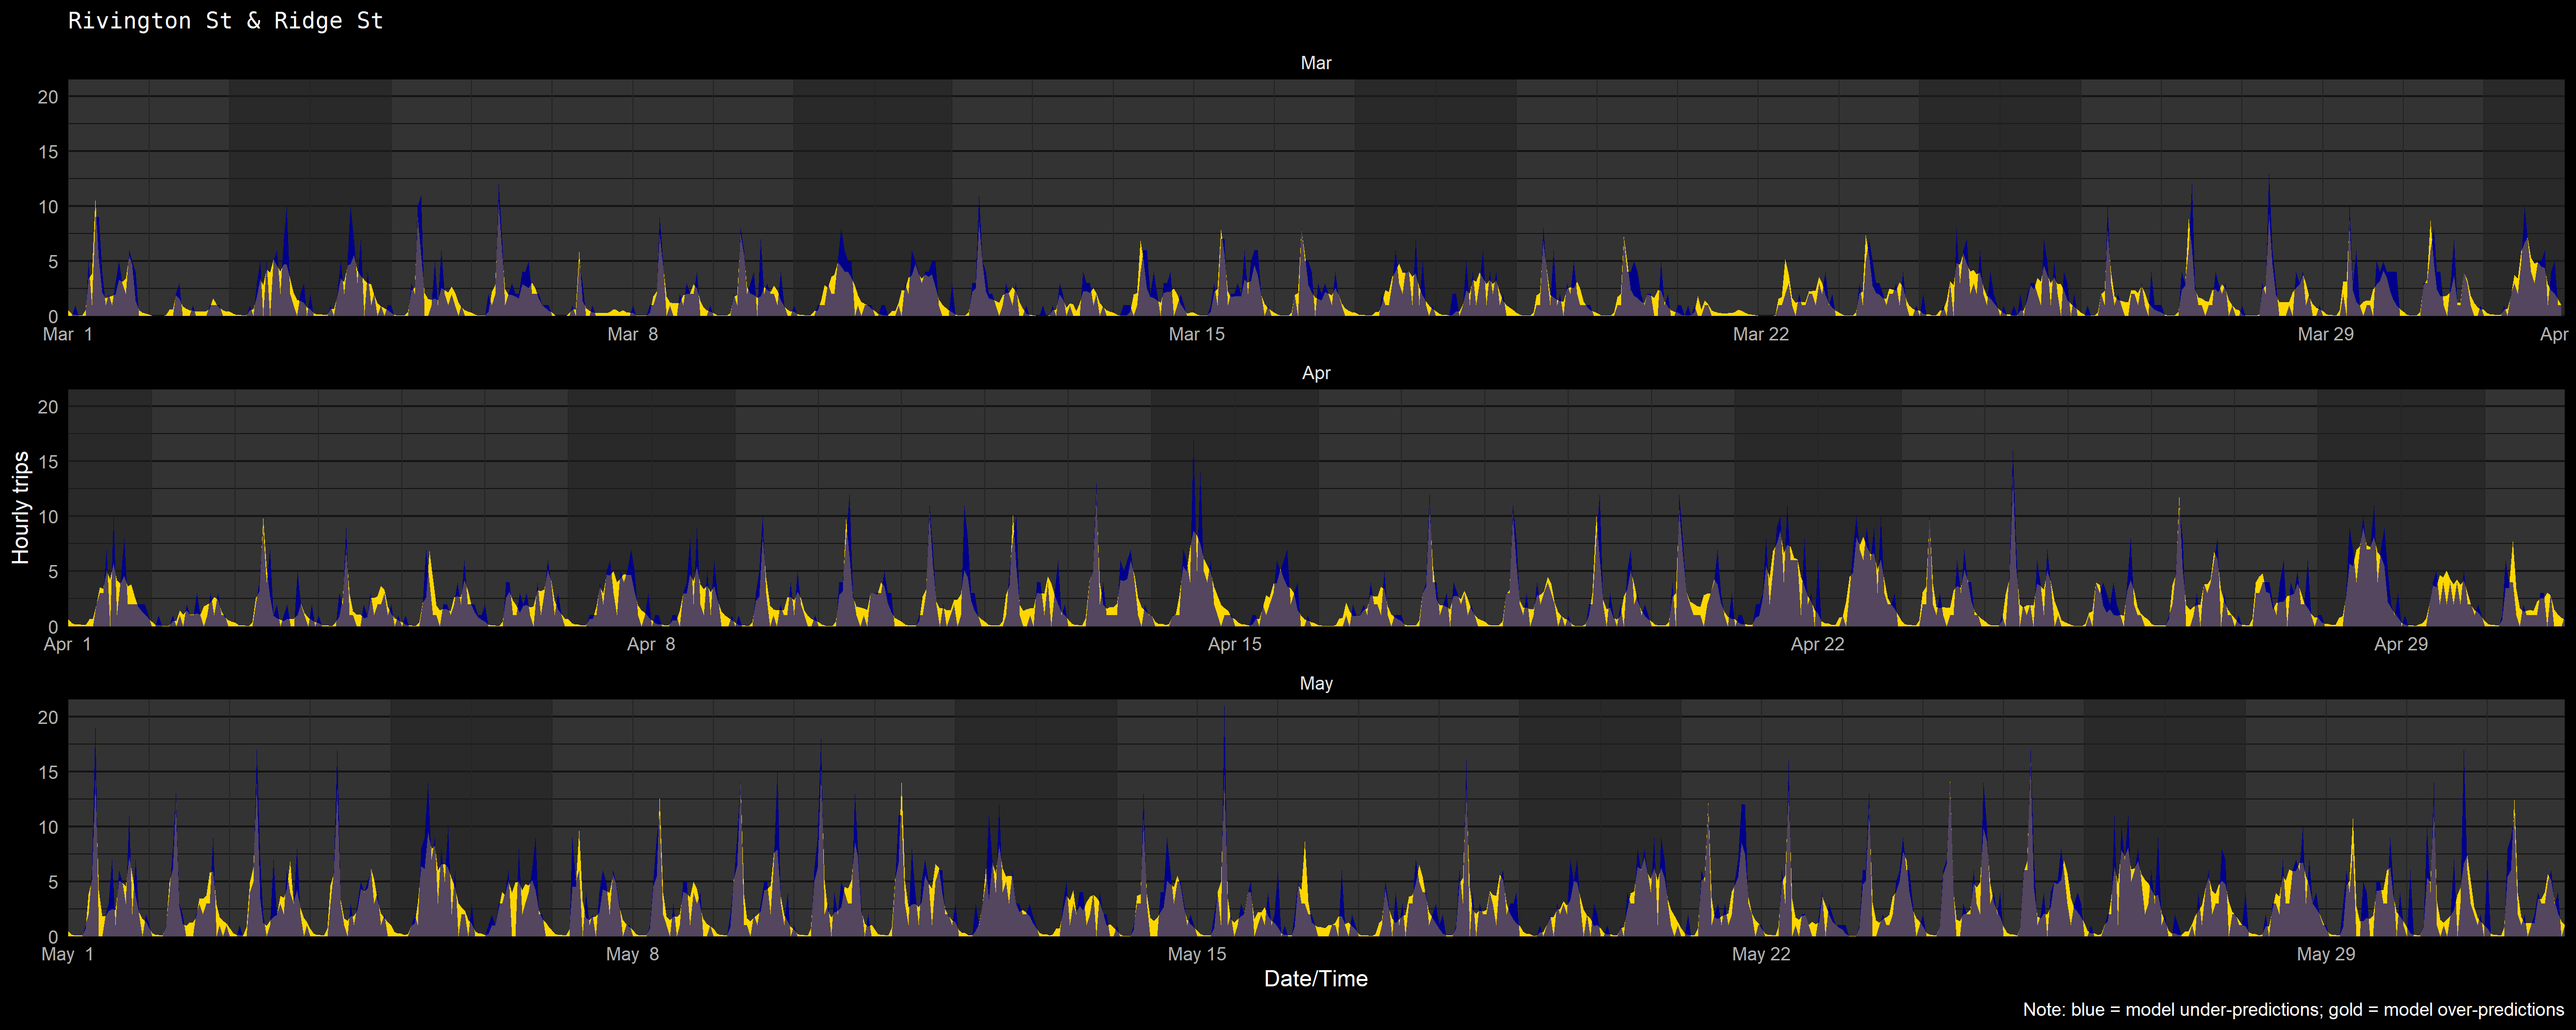 Rivington St & Ridge St
Mar
20
15
10
5
0
Mar 1
Mar 8
Mar 15
Mar 22
Mar 29
Apr
Apr
20
15
10
5
0
Apr 1
Apr 8
Apr 15
Apr 22
Apr 29
Hourly trips
May
20
15
10
5
0
May 1
May 8
May 15
May 22
May 29
Date/Time
Note: blue = model under-predictions; gold = model over-predictions